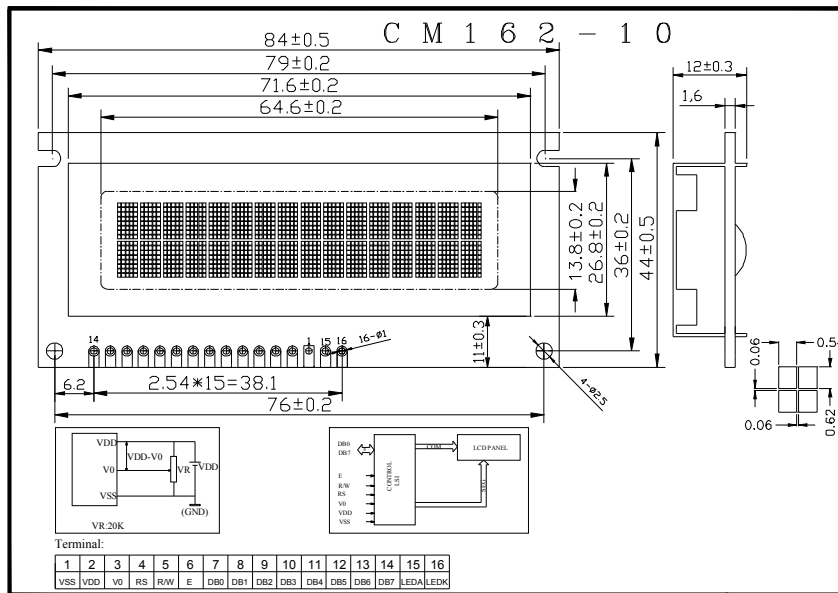 CM162-10
84±0.5
79±0.2
71.6±0.2
64.6±0.2
12±0.3
1,6
13.8±0.2
26.8±0.2
36±0.2
44±0.5
11±0.3
14
1
15
16
16-ø1
4-ø2.5
6.2
2.54*15=38.1
76±0.2
0.06
0.54
0.06
0.62
VDD
VDD-V0
V0
VR
VDD
VSS
(GND)
VR:20K
DB0
DB7
E
R/W
RS
V0
VDD
VSS
CONTROL
LSI
COM
SEG
LCD PANEL
Terminal:
1 2 3 4 5 6 7 8 9 10 11 12 13 14 15 16
VSS VDD V0 RS R/W E DB0 DB1 DB2 DB3 DB4 DB5 DB6 DB7 LEDA LEDK